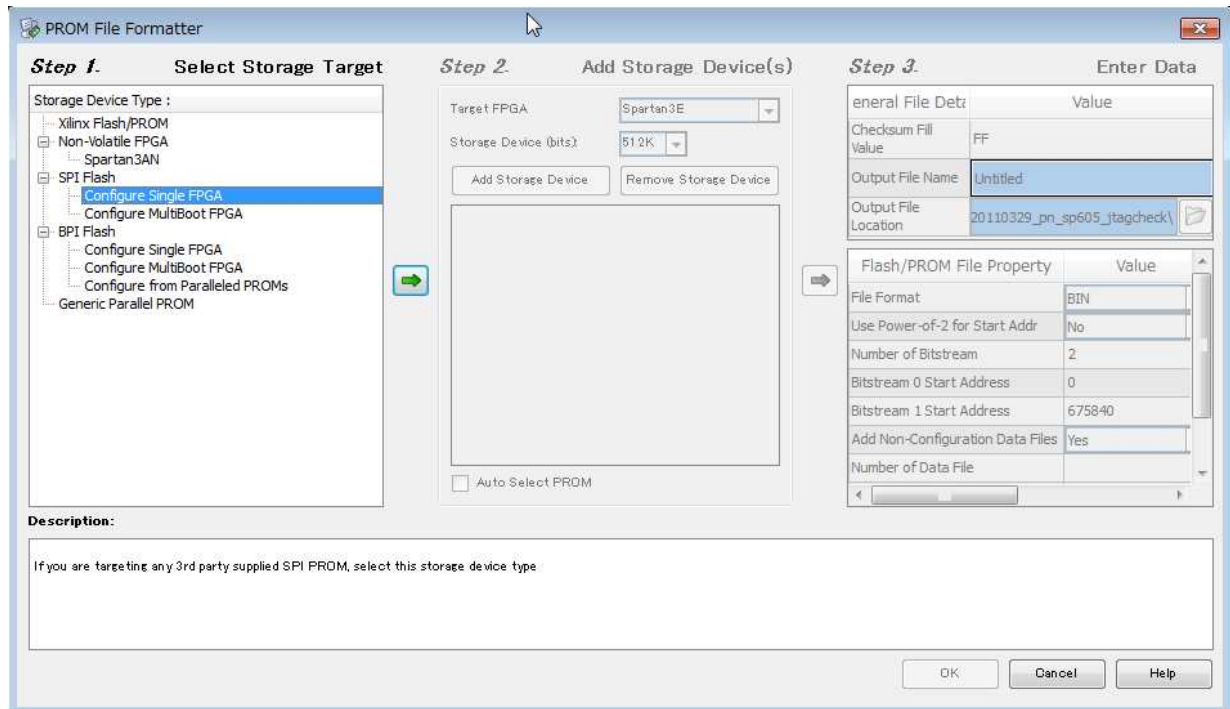 PROM File Formatter
Step 1. Select Storage Target
Storage Device Type :
Xilinx Flash/PROM
Non-Volatile FPGA
Spartan3AN
SPI Flash
Configure Single FPGA
Configure MultiBoot FPGA
BPI Flash
Configure Single FPGA
Configure MultiBoot FPGA
Configure from Paralleled PROMs
Generic Parallel PROM
Step 2. Add Storage Device(s)
Target FPGA Spartan3E
Storage Device (bits) 512K
Add Storage Device Remove Storage Device
Auto Select PROM
Step 3. Enter Data
eneral File Deta Value
Checksum Fill
Value FF
Output File Name Untitled
Output File
Location 20110329_pn_sp605_jtagcheck\
Flash/PROM File Property Value
File Format BIN
Use Power-of-2 for Start Addr No
Number of Bitstream 2
Bitstream 0 Start Address 0
Bitstream 1 Start Address 675840
Add Non-Configuration Data Files Yes
Number of Data File
Description:
If you are targeting any 3rd party supplied SPI PROM, select this storage device type
OK Cancel Help